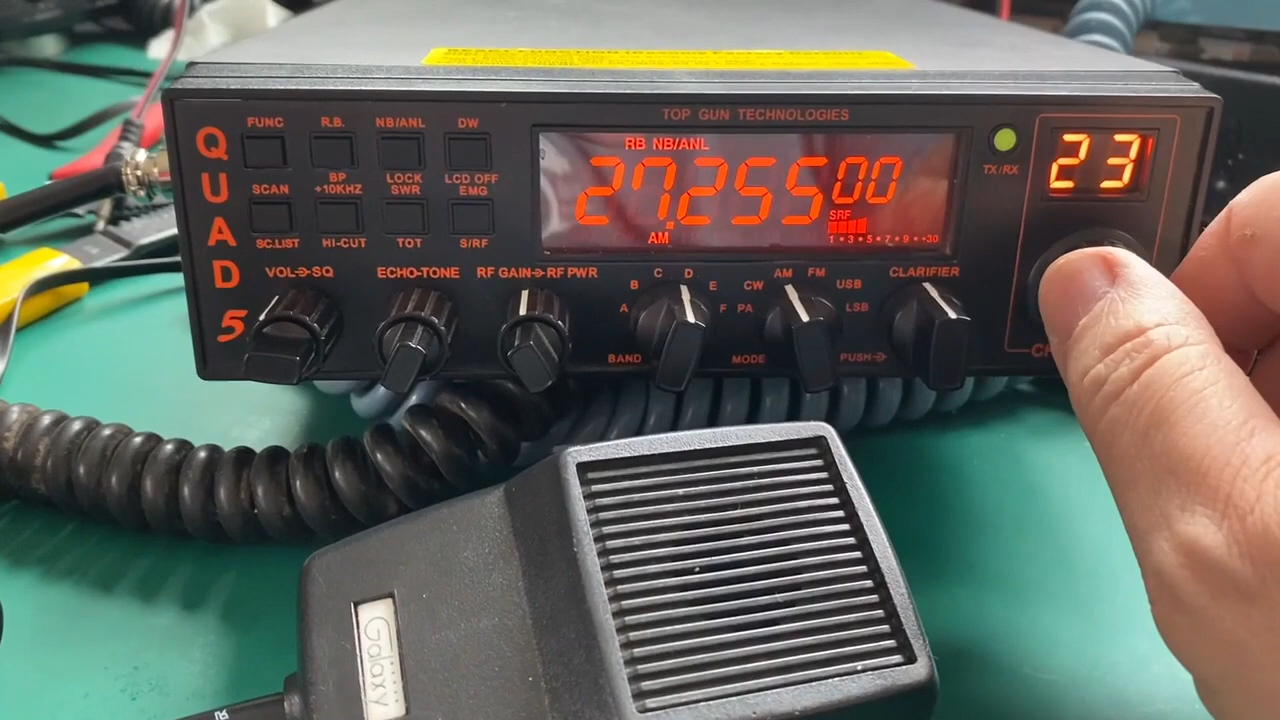 TOP GUN TECHNOLOGIES
QUAD 5
FUNC R.B. NB/ANL DW
SCAN BP +10KHZ LOCK SWR LCD OFF EMG
SC.LIST HI-CUT TOT S/RF
RB NB/ANL
27.25500
SRF
AM
1 • 3 • 5 • 7 • 9 • +30
TX/RX
23
VOL SQ ECHO-TONE RF GAIN RF PWR
A B C D E F
BAND
PA CW AM FM USB LSB
MODE
CLARIFIER
PUSH
Galaxy